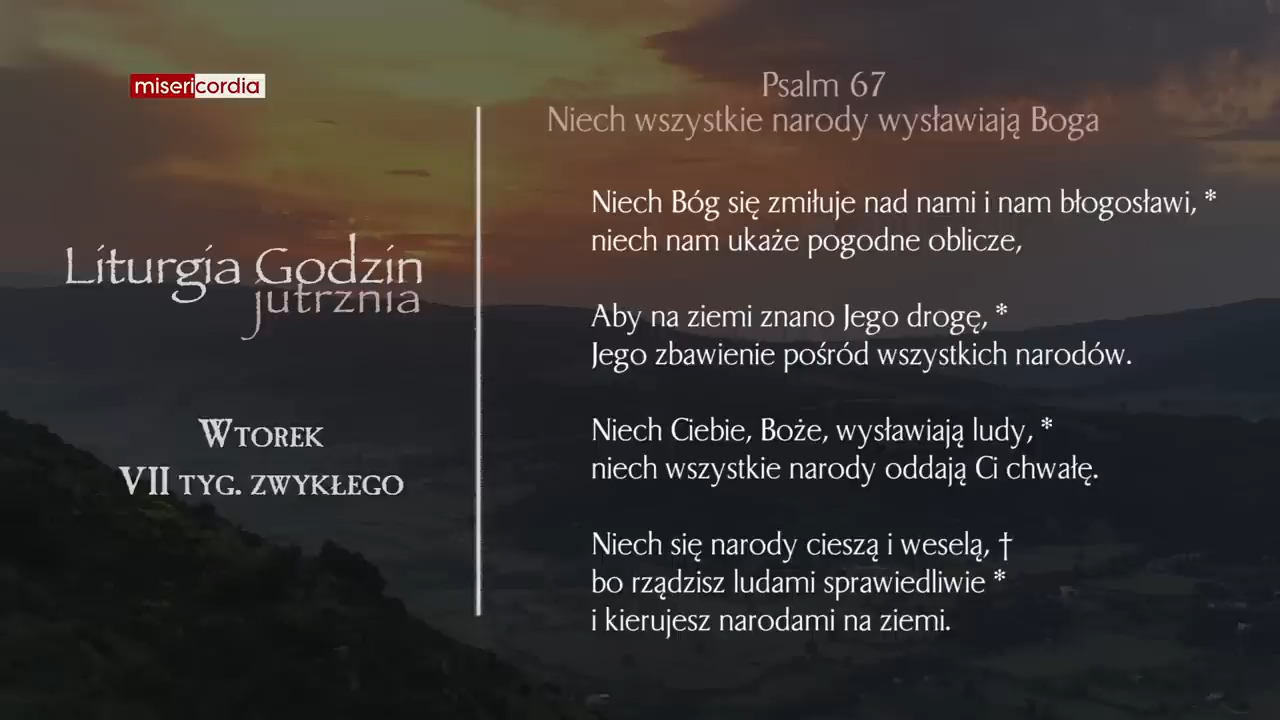 misericordia
Liturgia Godzin
jutrznia
Wtorek
VII tyg. zwykłego
Psalm 67
Niech wszystkie narody wysławiają Boga
Niech Bóg się zmiłuje nad nami i nam błogosławi, *
niech nam ukaże pogodne oblicze,
Aby na ziemi znano Jego drogę, *
Jego zbawienie pośród wszystkich narodów.
Niech Ciebie, Boże, wysławiają ludy, *
niech wszystkie narody oddają Ci chwałę.
Niech się narody cieszą i weselą, †
bo rządzisz ludami sprawiedliwie *
i kierujesz narodami na ziemi.